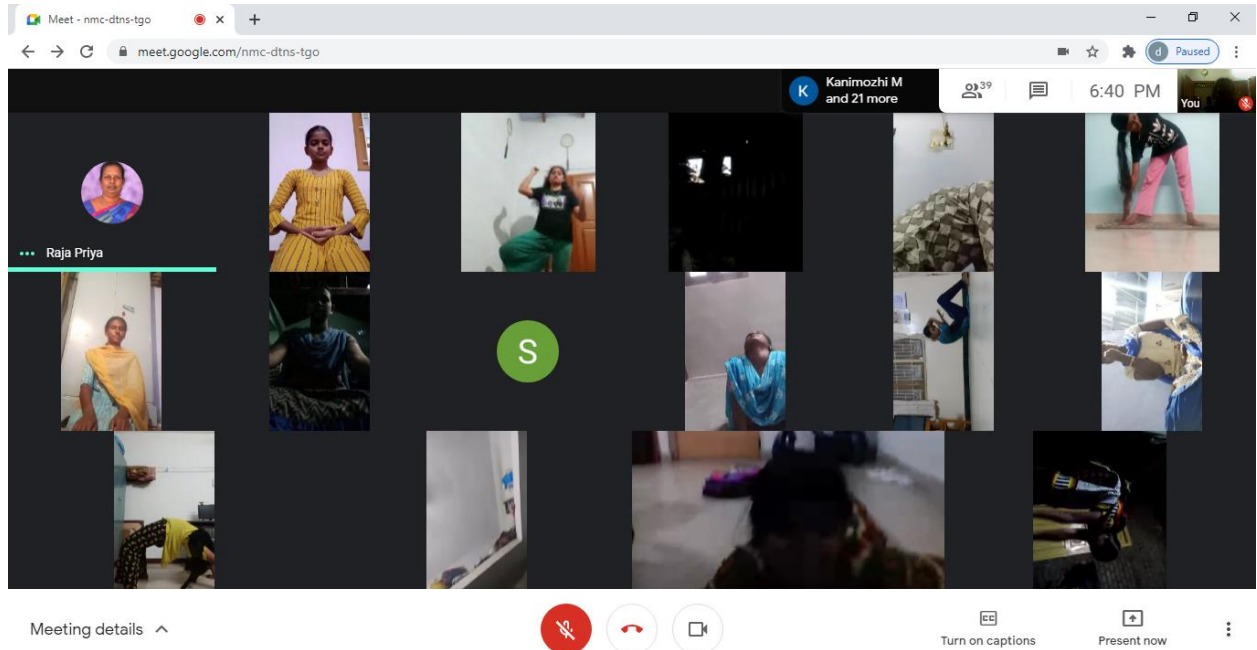 Meet - nmc-dtns-tgo
meet.google.com/nmc-dtns-tgo
d Paused
K Kanimozhi M
and 21 more
39
6:40 PM
You
Raja Priya
S
Meeting details
CC
Turn on captions
Present now